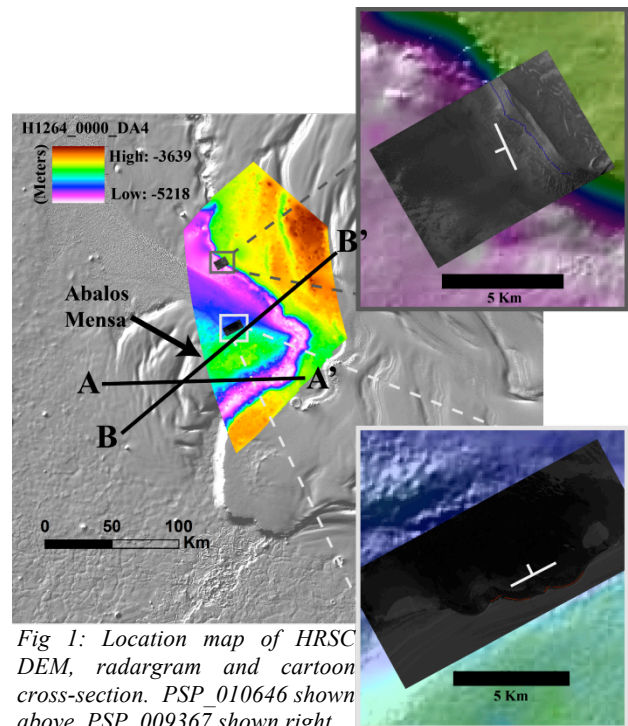 H1264_0000_DA4
(Meters)
High: -3639
Low: -5218
5 Km
B'
Abalos
Mensa
A
A'
B
0 50 100
Km
5 Km
Fig 1: Location map of HRSC
DEM, radargram and cartoon
cross-section. PSP_010646 shown
above, PSP_009367 shown right